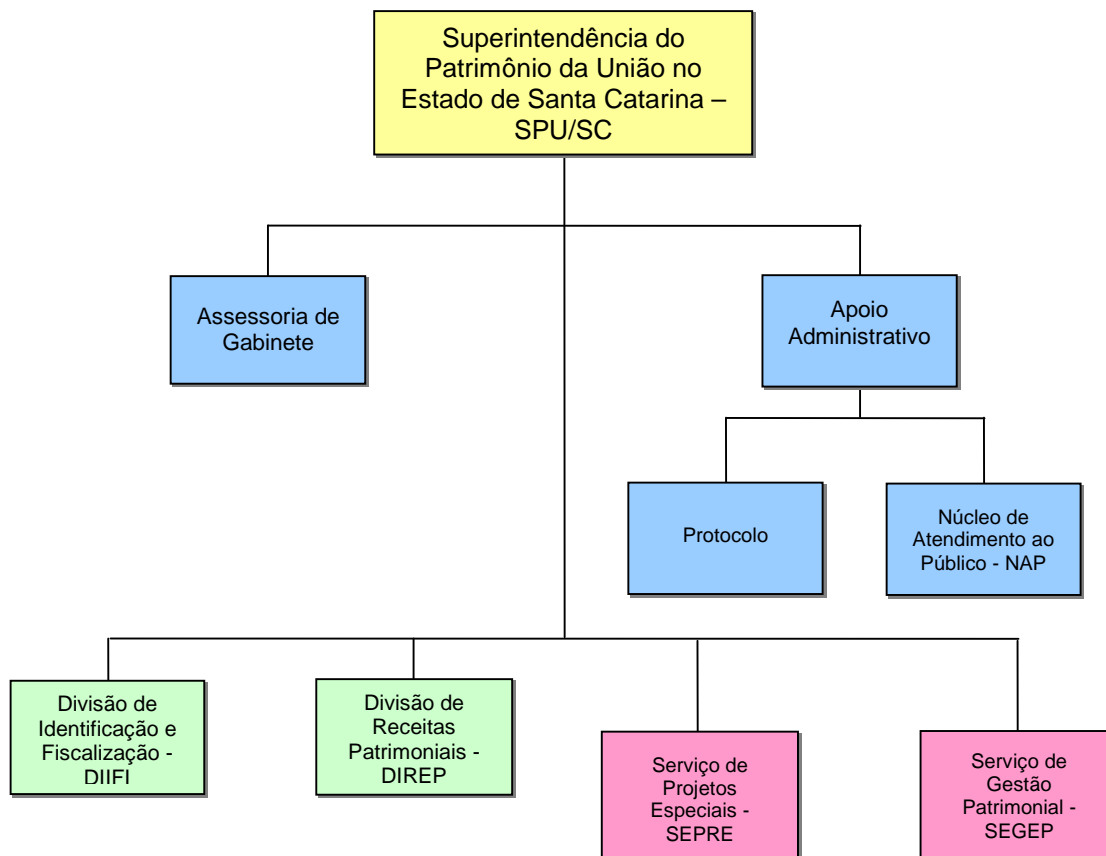 Superintendência do
Patrimônio da União no
Estado de Santa Catarina –
SPU/SC
Assessoria de
Gabinete
Apoio
Administrativo
Protocolo
Núcleo de
Atendimento ao
Público - NAP
Divisão de
Identificação e
Fiscalização -
DIIFI
Divisão de
Receitas
Patrimoniais -
DIREP
Serviço de
Projetos
Especiais -
SEPRE
Serviço de
Gestão
Patrimonial -
SEGEP